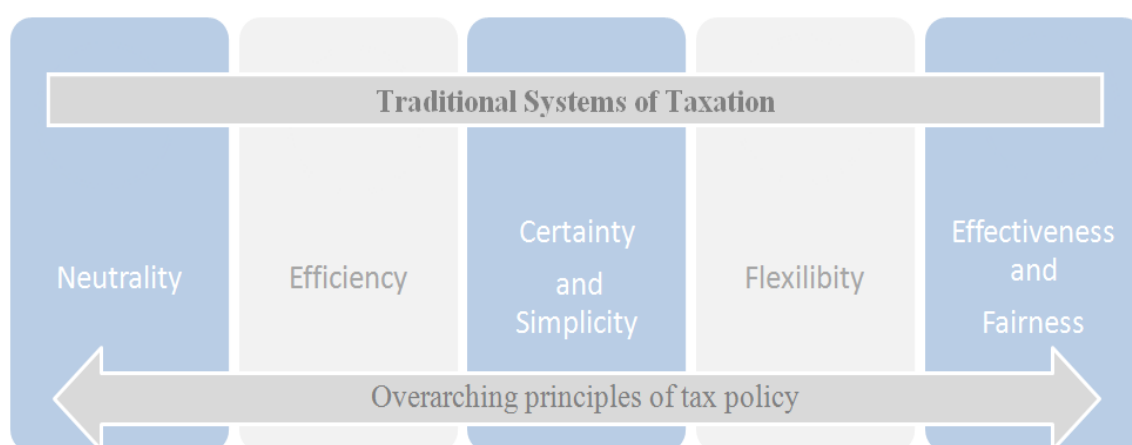 Traditional Systems of Taxation
Neutrality
Efficiency
Certainty
and
Simplicity
Flexilibity
Effectiveness
and
Fairness
Overarching principles of tax policy